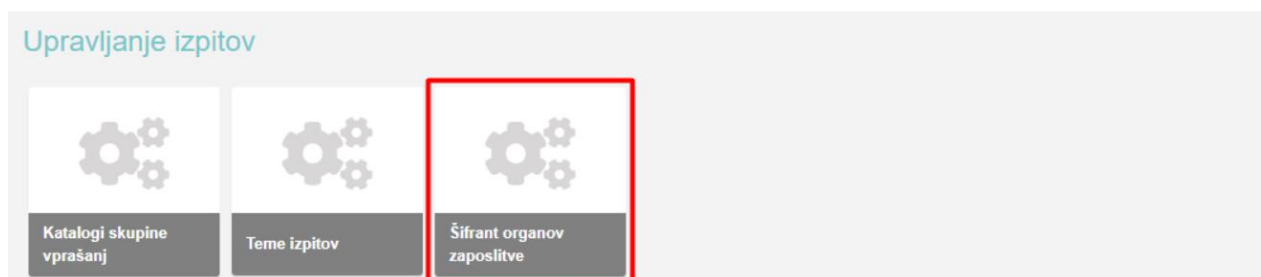 Upravljanje izpitov
Katalogi skupine
vprašanj
Teme izpitov
Šifrant organov
zaposlitve